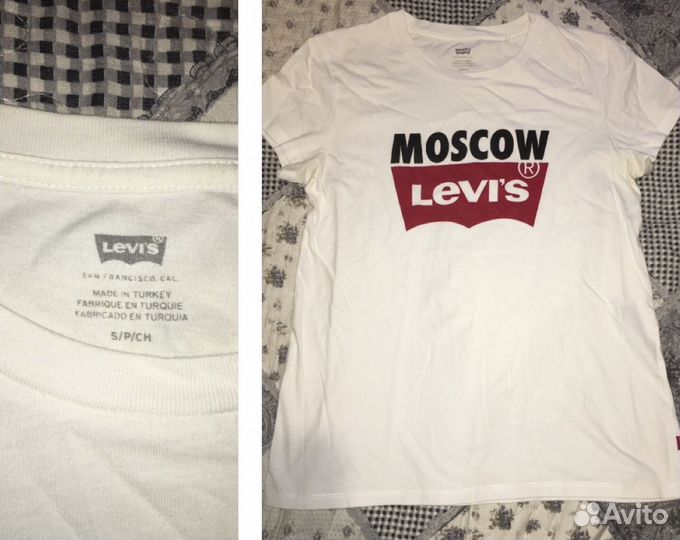 Levi's®
SAN FRANCISCO, CAL.
MADE IN TURKEY
FABRIQUE EN TURQUIE
FABRICADO EN TURQUIA
S/P/CH
MOSCOW
Levi's®
Avito